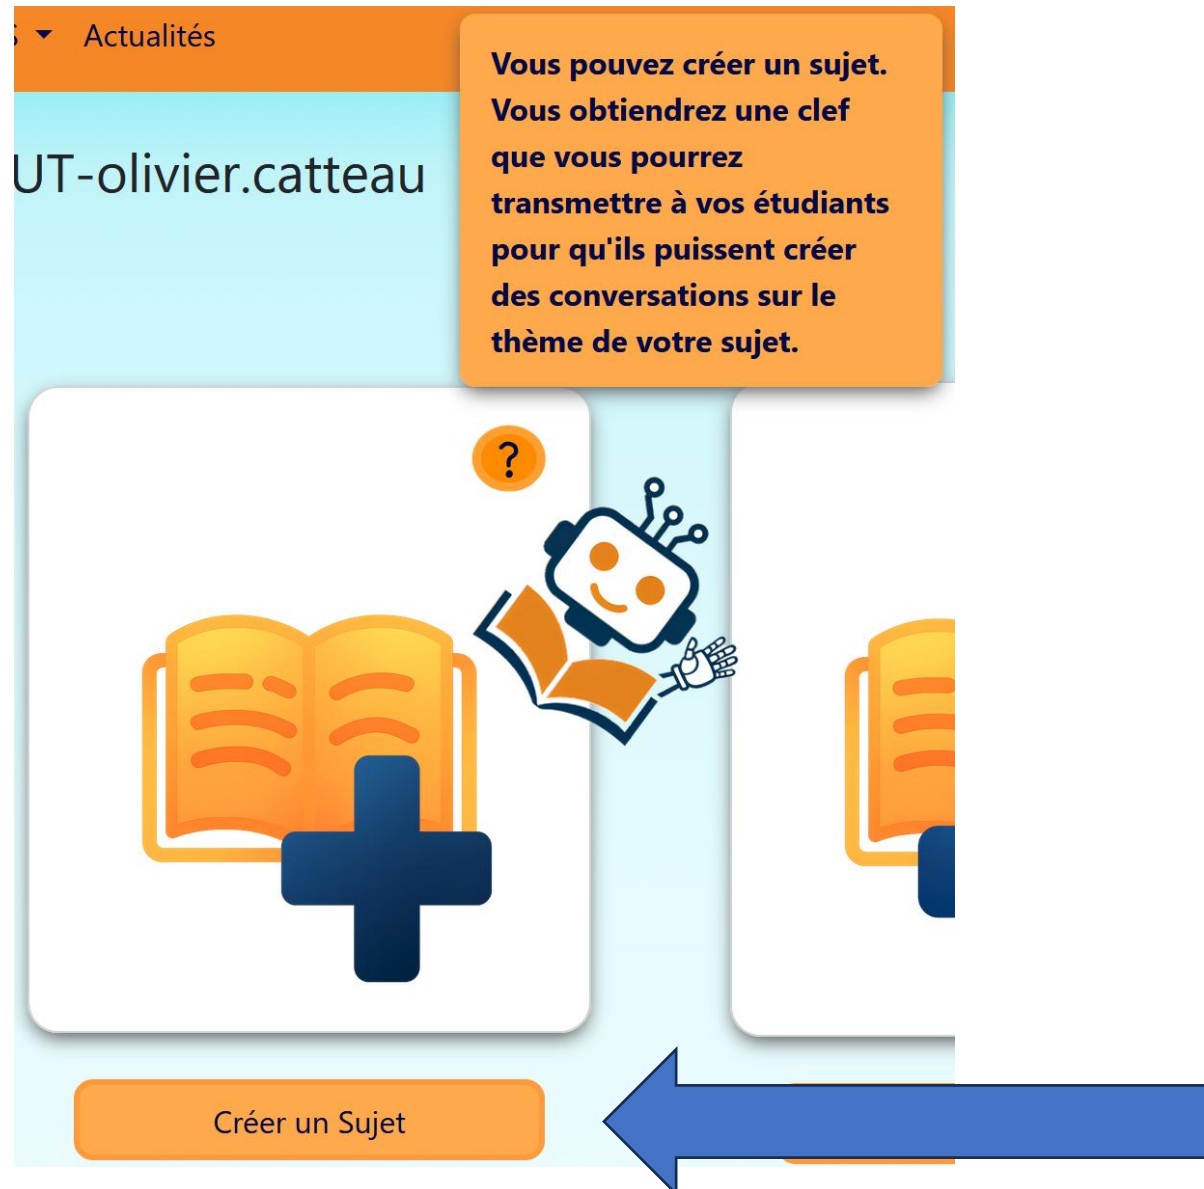 Actualités
Vous pouvez créer un sujet.
Vous obtiendrez une clef
que vous pourrez
transmettre à vos étudiants
pour qu'ils puissent créer
des conversations sur le
thème de votre sujet.
UT-olivier.catteau
?
Créer un Sujet